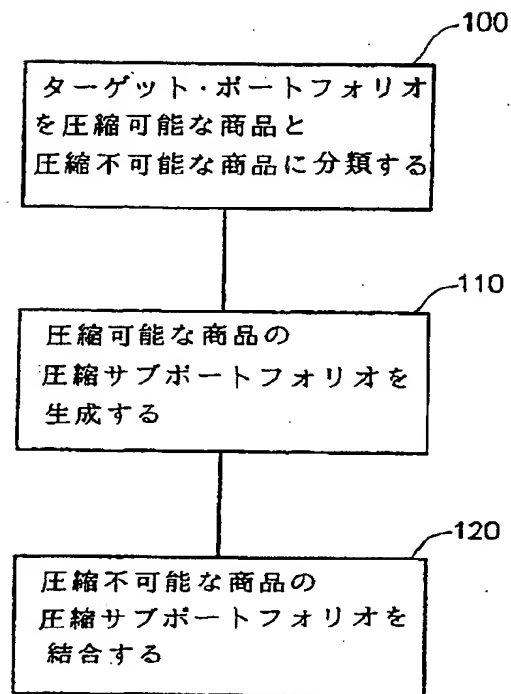 100
ターゲット・ポートフォリオ
を圧縮可能な商品と
圧縮不可能な商品に分類する
110
圧縮可能な商品の
圧縮サブポートフォリオを
生成する
120
圧縮不可能な商品の
圧縮サブポートフォリオを
結合する